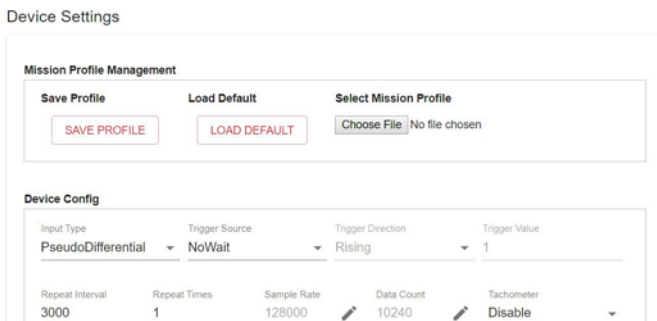 Device Settings
Mission Profile Management
Save Profile Load Default Select Mission Profile
SAVE PROFILE LOAD DEFAULT Choose File No file chosen
Device Config
Input Type Trigger Source Trigger Direction Trigger Value
PseudoDifferential NoWait Rising 1
Repeat Interval Repeat Times Sample Rate Data Count Tachometer
3000 1 128000 10240 Disable